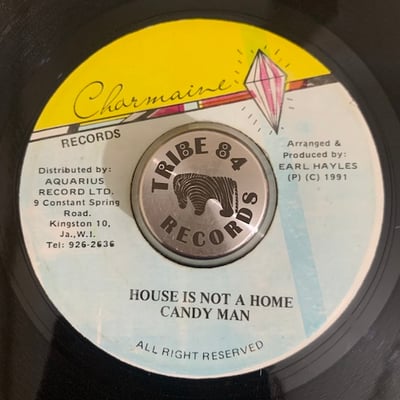 Charmaine
RECORDS
Distributed by:
AQUARIUS
RECORD LTD.
9 Constant Spring
Road.
Kingston 10,
Ja.,W.I.
Tel: 926-2636
Arranged &
Produced by:
EARL HAYLES
(P) (C) 1991
TRIBE 84
RECORDS
HOUSE IS NOT A HOME
CANDY MAN
ALL RIGHT RESERVED